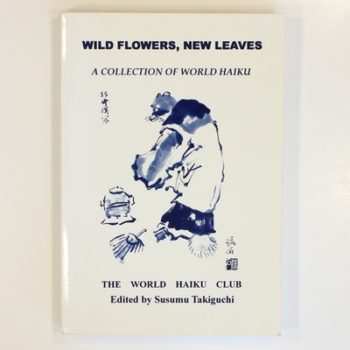 WILD FLOWERS, NEW LEAVES
A COLLECTION OF WORLD HAIKU
THE WORLD HAIKU CLUB
Edited by Susumu Takiguchi